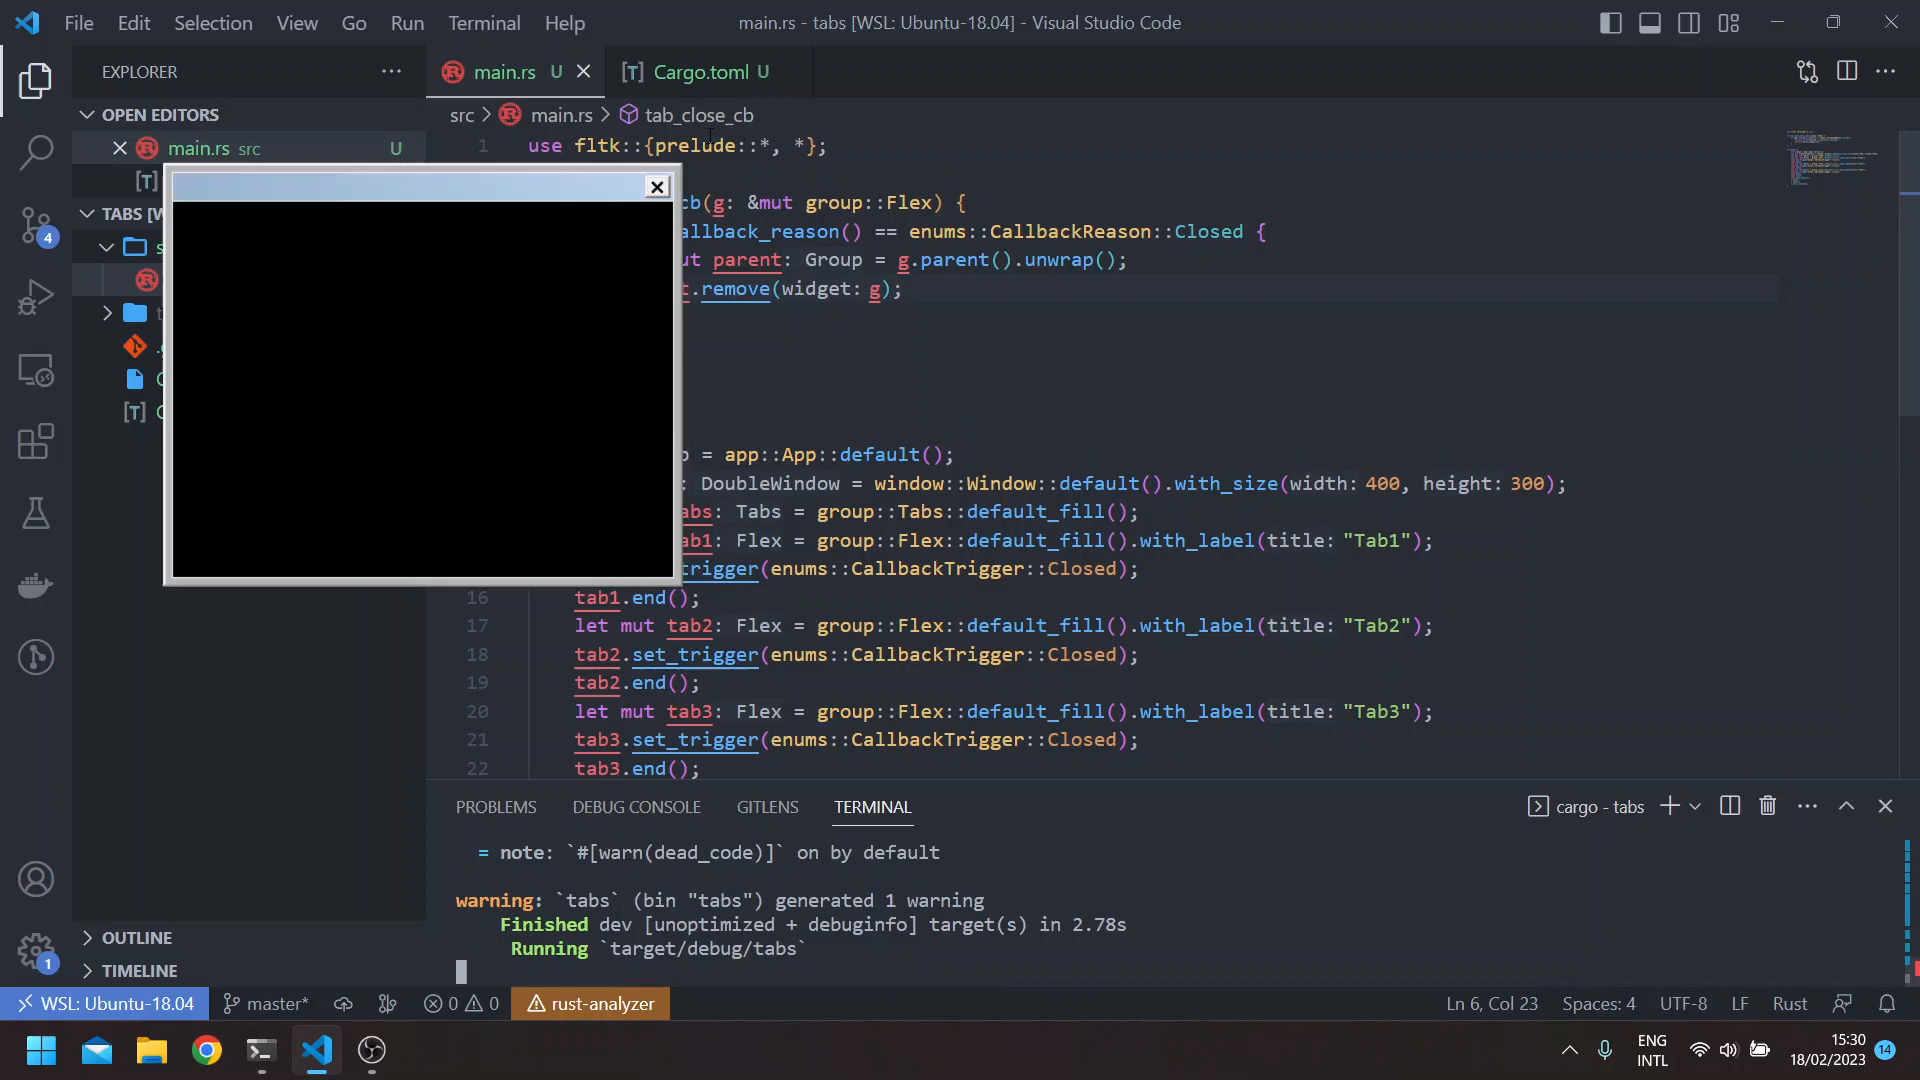 File Edit Selection View Go Run Terminal Help
main.rs - tabs [WSL: Ubuntu-18.04] - Visual Studio Code
EXPLORER
main.rs U
[T] Cargo.toml U
OPEN EDITORS
src > main.rs > tab_close_cb
main.rs src U
1 use fltk::{prelude::*, *};
[T]
TABS [W
cb(g: &mut group::Flex) {
allback_reason() == enums::CallbackReason::Closed {
ut parent: Group = g.parent().unwrap();
t.remove(widget: g);
4
s
t
.g
C
[T] C
p = app::App::default();
: DoubleWindow = window::Window::default().with_size(width: 400, height: 300);
abs: Tabs = group::Tabs::default_fill();
ab1: Flex = group::Flex::default_fill().with_label(title: "Tab1");
trigger(enums::CallbackTrigger::Closed);
16 tab1.end();
17 let mut tab2: Flex = group::Flex::default_fill().with_label(title: "Tab2");
18 tab2.set_trigger(enums::CallbackTrigger::Closed);
19 tab2.end();
20 let mut tab3: Flex = group::Flex::default_fill().with_label(title: "Tab3");
21 tab3.set_trigger(enums::CallbackTrigger::Closed);
22 tab3.end();
PROBLEMS DEBUG CONSOLE GITLENS TERMINAL
cargo - tabs
= note: `#[warn(dead_code)]` on by default
warning: `tabs` (bin "tabs") generated 1 warning
Finished dev [unoptimized + debuginfo] target(s) in 2.78s
Running `target/debug/tabs`
OUTLINE
TIMELINE
1
WSL: Ubuntu-18.04 master* 0 0 rust-analyzer
Ln 6, Col 23 Spaces: 4 UTF-8 LF Rust
ENG
INTL
15:30
18/02/2023
14